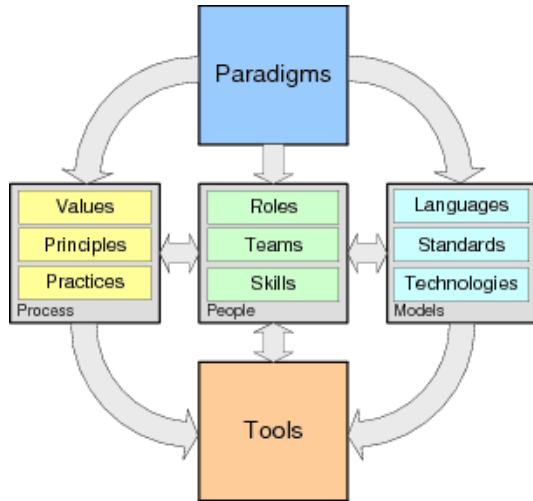 Paradigms
Values
Principles
Practices
Process
Roles
Teams
Skills
People
Languages
Standards
Technologies
Models
Tools